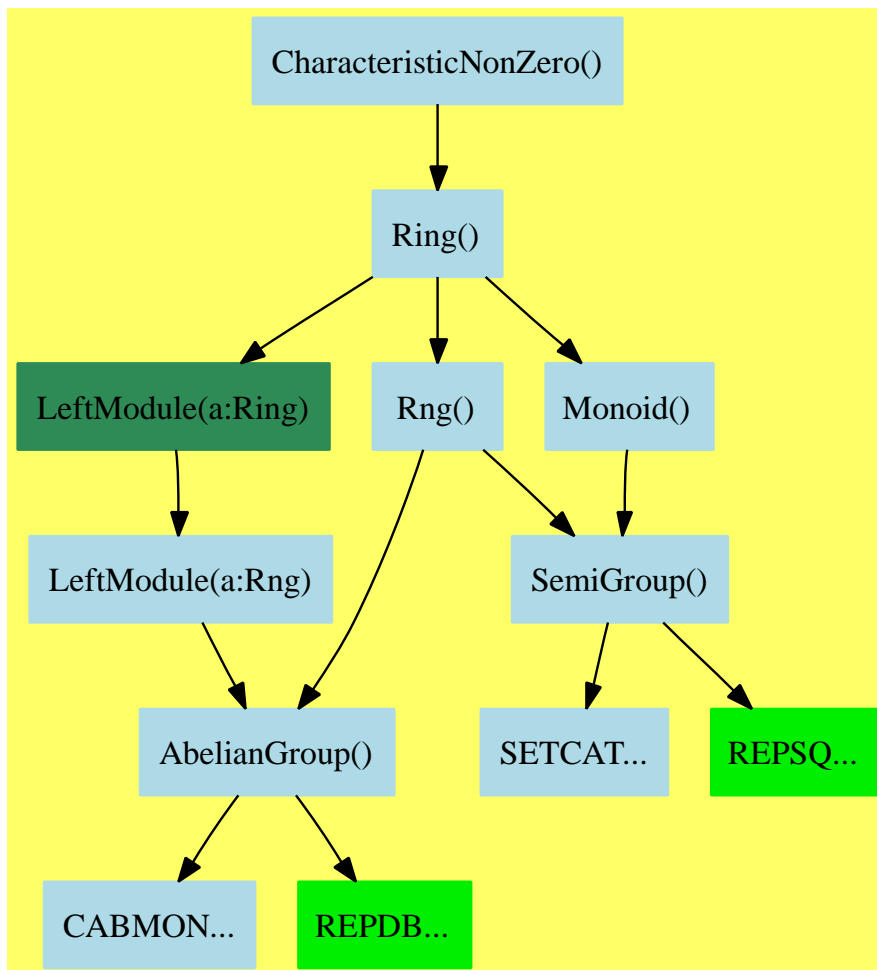 CharacteristicNonZero()
Ring()
LeftModule(a:Ring)
Rng()
Monoid()
LeftModule(a:Rng)
SemiGroup()
AbelianGroup()
SETCAT...
REPSQ...
CABMON...
REPDB...